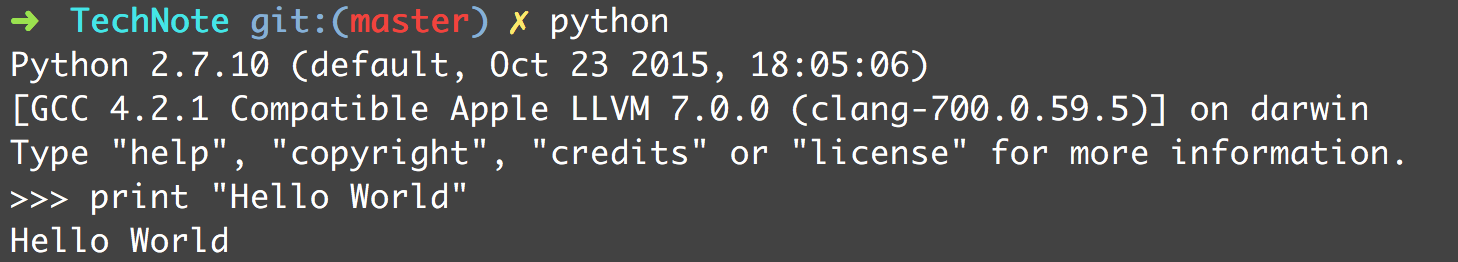 ➜ TechNote git:(master) ✗ python
Python 2.7.10 (default, Oct 23 2015, 18:05:06)
[GCC 4.2.1 Compatible Apple LLVM 7.0.0 (clang-700.0.59.5)] on darwin
Type "help", "copyright", "credits" or "license" for more information.
>>> print "Hello World"
Hello World